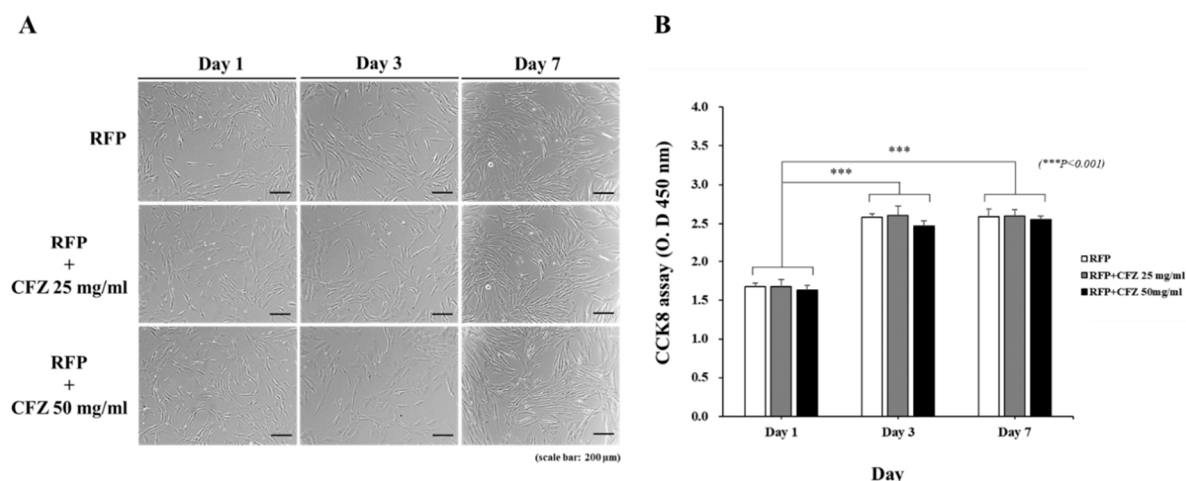 A
Day 1 Day 3 Day 7
RFP
RFP
+
CFZ 25 mg/ml
RFP
+
CFZ 50 mg/ml
(scale bar: 200 μm)
B
CCK8 assay (O. D 450 nm)
4.0
3.5
3.0
2.5
2.0
1.5
1.0
0.5
0.0
***
***
(***P<0.001)
RFP
RFP+CFZ 25 mg/ml
RFP+CFZ 50mg/ml
Day 1 Day 3 Day 7
Day